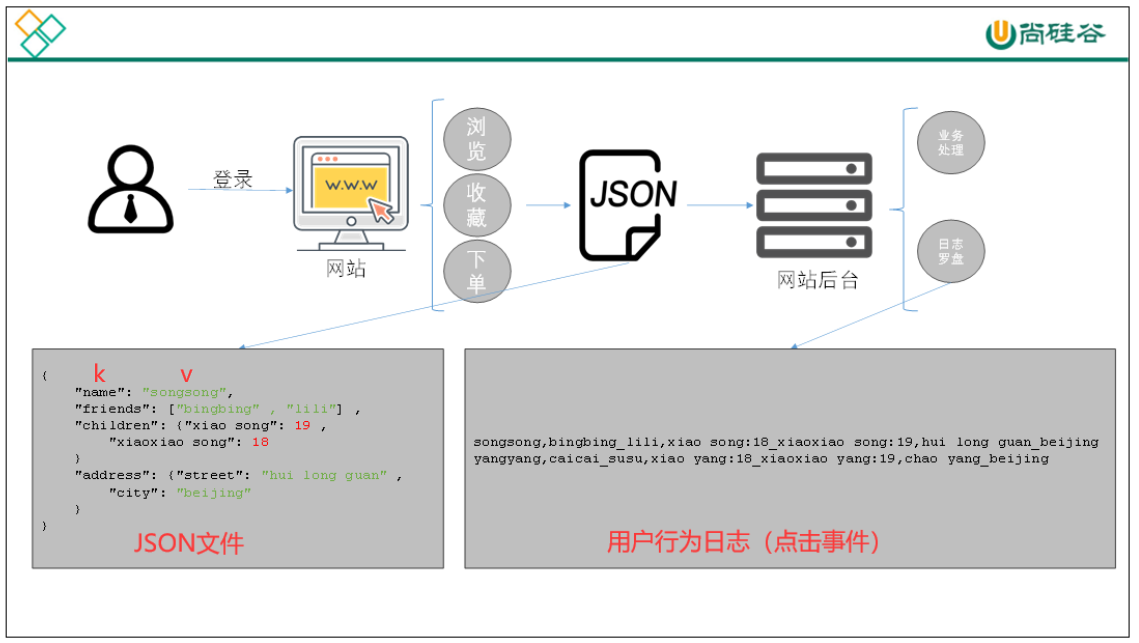 尚硅谷
登录
W.W.W
网站
浏
览
收
藏
下
单
JSON
网站后台
业务
处理
日志
罗盘
{
k v
"name": "songsong",
"friends": ["bingbing" , "lili"] ,
"children": {"xiao song": 19 ,
"xiaoxiao song": 18
}
"address": {"street": "hui long guan" ,
"city": "beijing"
}
}
JSON文件
songsong,bingbing_lili,xiao song:18_xiaoxiao song:19,hui long guan_beijing
yangyang,caicai_susu,xiao yang:18_xiaoxiao yang:19,chao yang_beijing
用户行为日志（点击事件）